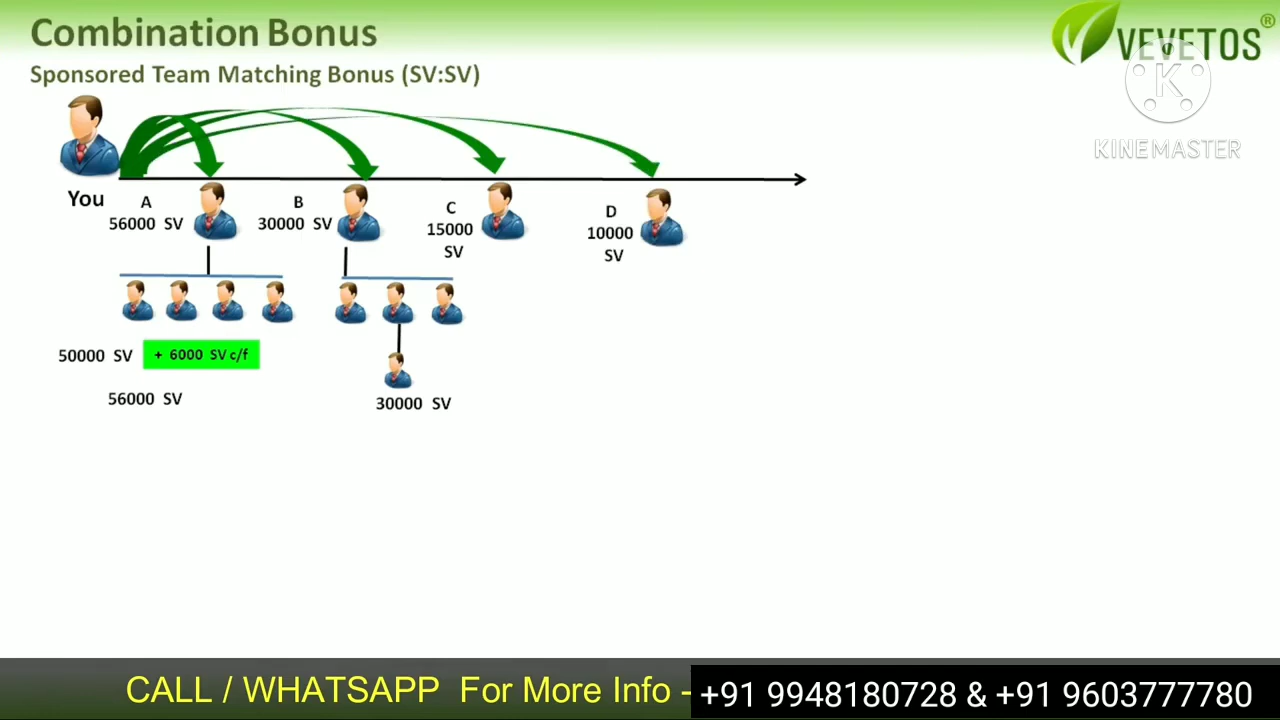 Combination Bonus
Sponsored Team Matching Bonus (SV:SV)
VEVETOS®
K
KINEMASTER
You
A
56000 SV
B
30000 SV
C
15000
SV
D
10000
SV
50000 SV + 6000 SV c/f
56000 SV
30000 SV
CALL / WHATSAPP For More Info - +91 9948180728 & +91 9603777780